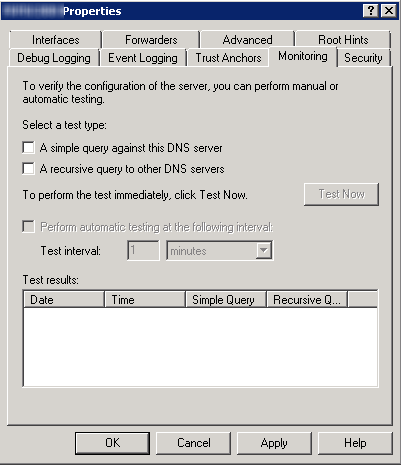 Properties
Interfaces Forwarders Advanced Root Hints
Debug Logging Event Logging Trust Anchors Monitoring Security
To verify the configuration of the server, you can perform manual or
automatic testing.
Select a test type:
A simple query against this DNS server
A recursive query to other DNS servers
To perform the test immediately, click Test Now. Test Now
Perform automatic testing at the following interval:
Test interval: 1 minutes
Test results:
Date Time Simple Query Recursive Q...
OK Cancel Apply Help